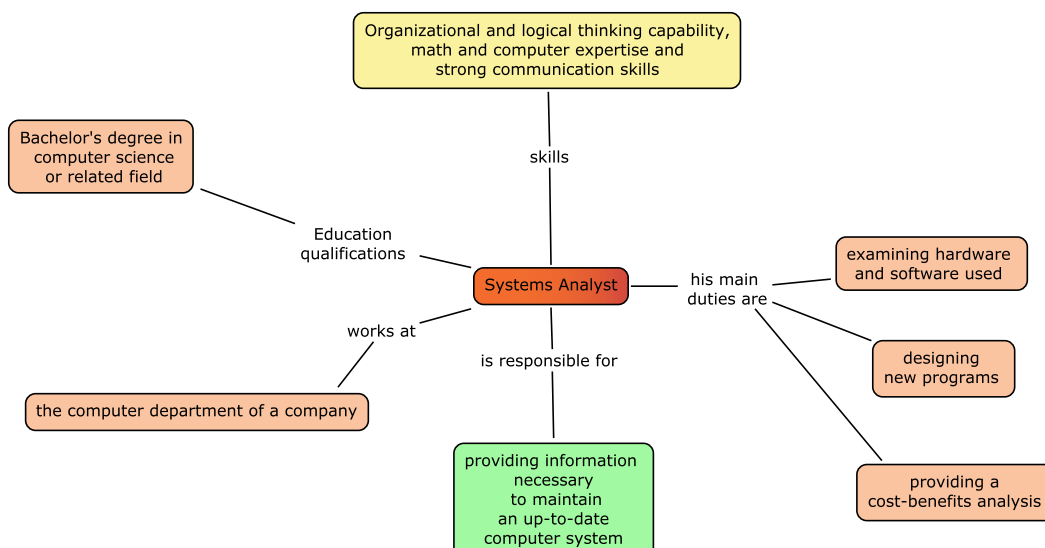 Organizational and logical thinking capability,
math and computer expertise and
strong communication skills
skills
Bachelor's degree in
computer science
or related field
Education
qualifications
Systems Analyst
his main
duties are
examining hardware
and software used
designing
new programs
providing a
cost-benefits analysis
works at
the computer department of a company
is responsible for
providing information
necessary
to maintain
an up-to-date
computer system